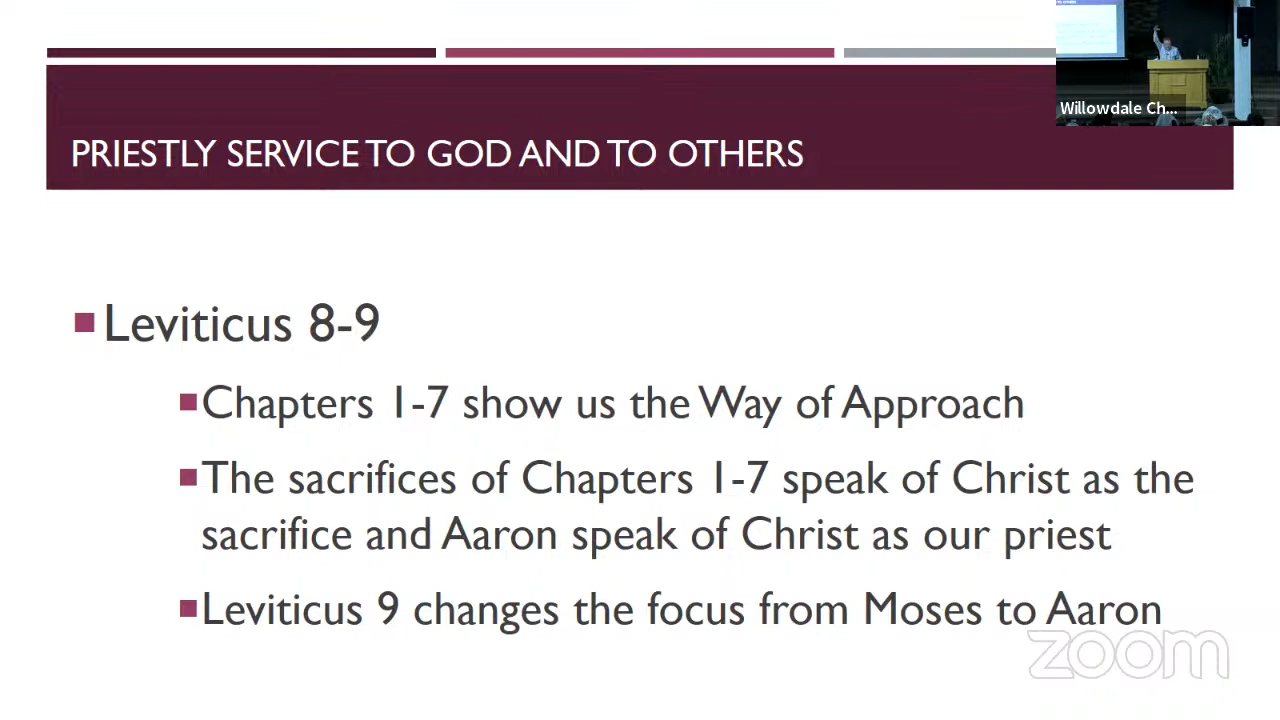 Willowdale Ch...
PRIESTLY SERVICE TO GOD AND TO OTHERS
Leviticus 8-9
Chapters 1-7 show us the Way of Approach
The sacrifices of Chapters 1-7 speak of Christ as the
sacrifice and Aaron speak of Christ as our priest
Leviticus 9 changes the focus from Moses to Aaron
zoom